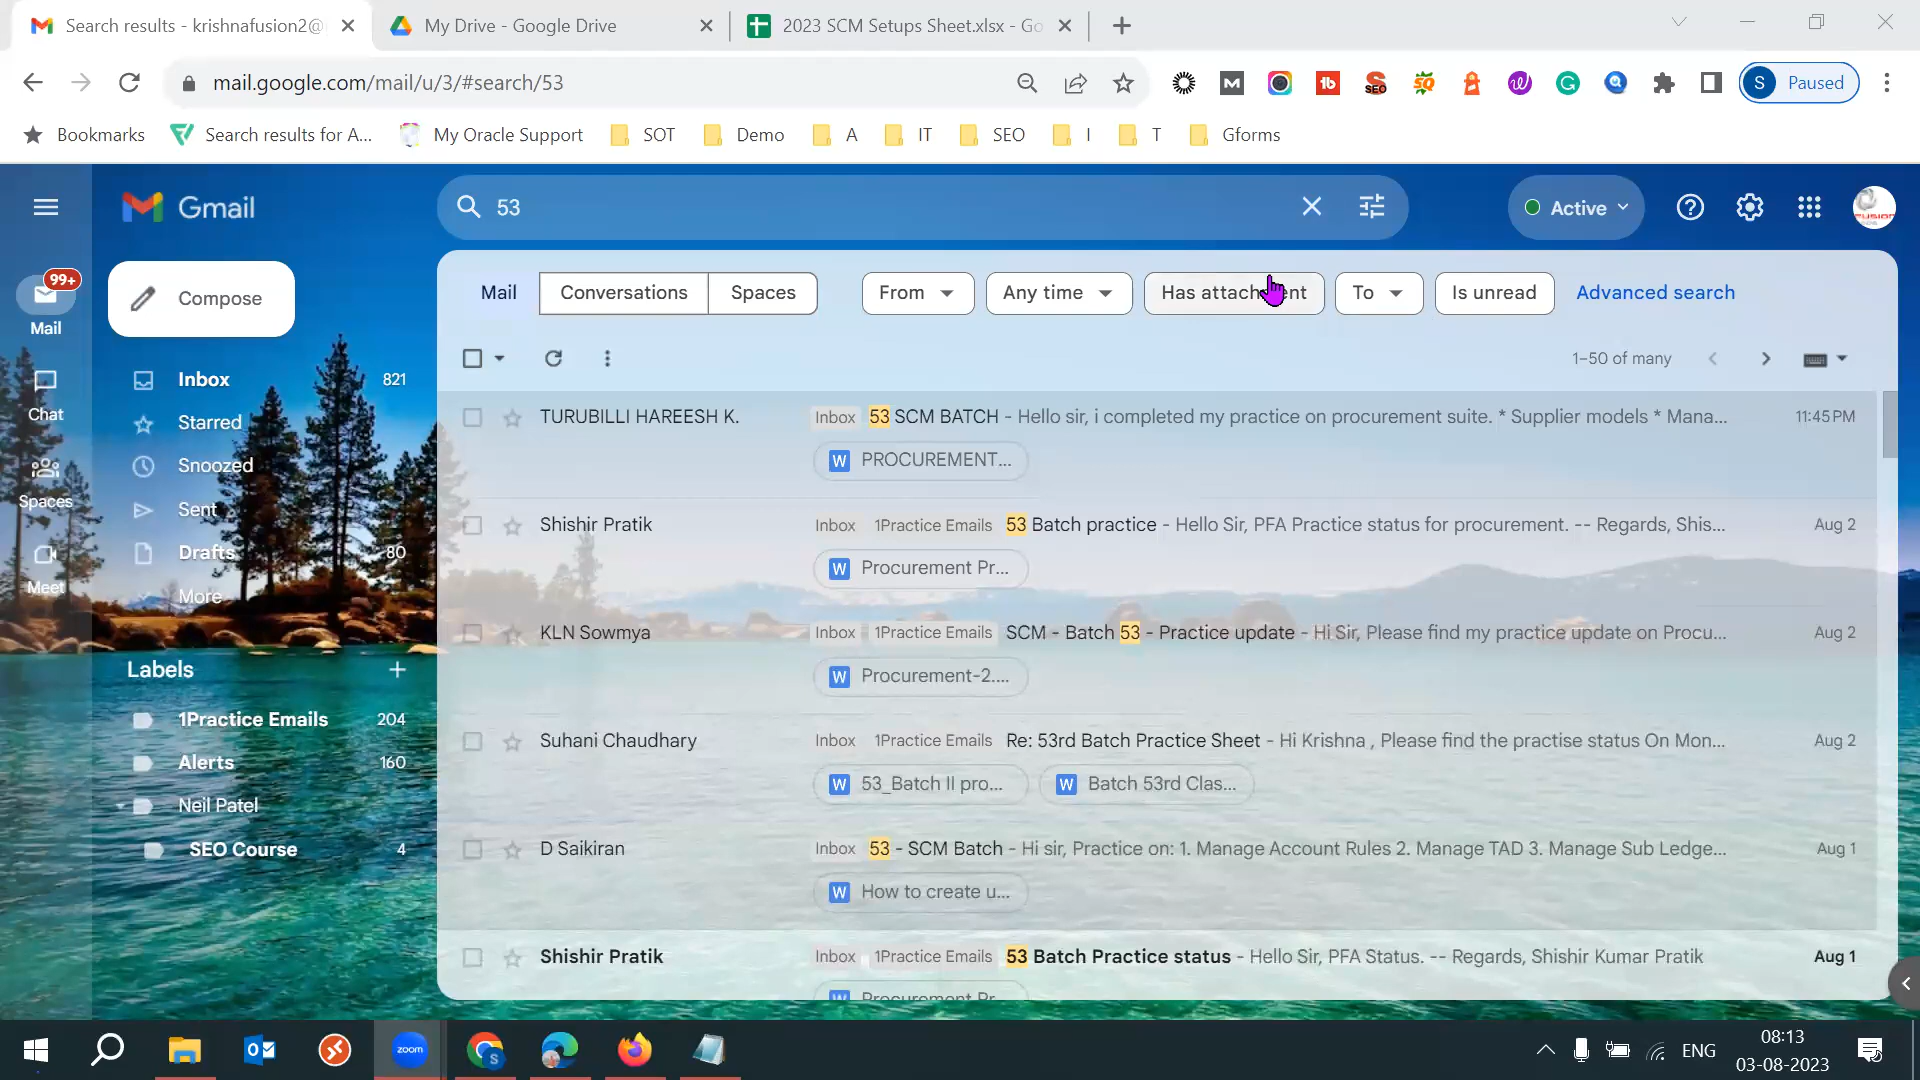 Search results - krishnafusion2@
My Drive - Google Drive
2023 SCM Setups Sheet.xlsx - Go
mail.google.com/mail/u/3/#search/53
M
tb
SEO
S Paused
Bookmarks
Search results for A...
My Oracle Support
SOT
Demo
A
IT
SEO
I
T
Gforms
Gmail
53
Active
99+
Mail
Chat
Spaces
Meet
Compose
Inbox 821
Starred
Snoozed
Sent
Drafts 80
More
Labels +
1Practice Emails 204
Alerts 160
Neil Patel
SEO Course 4
Mail Conversations Spaces From Any time Has attachment To Is unread Advanced search
1–50 of many
TURUBILLI HAREESH K. Inbox 53 SCM BATCH - Hello sir, i completed my practice on procurement suite. * Supplier models * Mana... 11:45 PM
W PROCUREMENT...
Shishir Pratik Inbox 1Practice Emails 53 Batch practice - Hello Sir, PFA Practice status for procurement. -- Regards, Shis... Aug 2
W Procurement Pr...
KLN Sowmya Inbox 1Practice Emails SCM - Batch 53 - Practice update - Hi Sir, Please find my practice update on Procu... Aug 2
W Procurement-2....
Suhani Chaudhary Inbox 1Practice Emails Re: 53rd Batch Practice Sheet - Hi Krishna , Please find the practise status On Mon... Aug 2
W 53_Batch II pro... W Batch 53rd Clas...
D Saikiran Inbox 53 - SCM Batch - Hi sir, Practice on: 1. Manage Account Rules 2. Manage TAD 3. Manage Sub Ledge... Aug 1
W How to create u...
Shishir Pratik Inbox 1Practice Emails 53 Batch Practice status - Hello Sir, PFA Status. -- Regards, Shishir Kumar Pratik Aug 1
W Procurement Pr...
zoom
ENG
08:13
03-08-2023